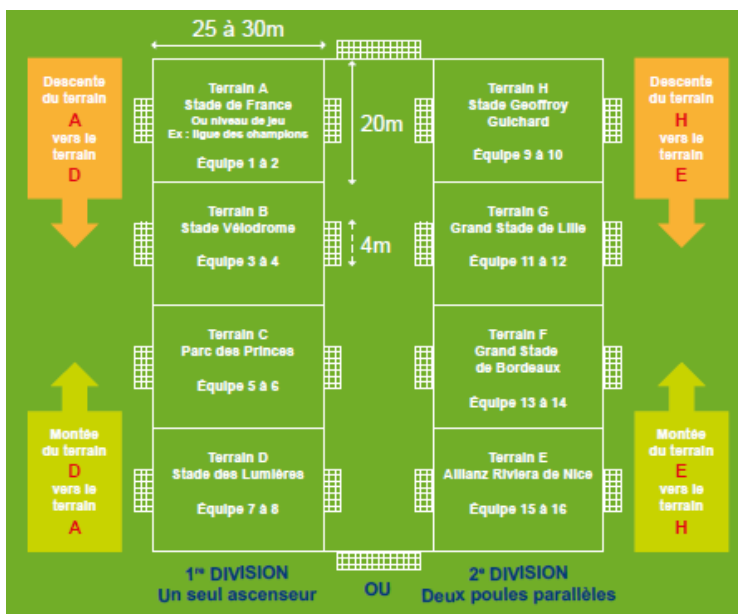 25 à 30m
Descente
du terrain
A
vers le
terrain
D
Terrain A
Stade de France
Ou niveau de jeu
Ex : ligue des champions
Équipe 1 à 2
20m
Terrain H
Stade Geoffroy
Guichard
Équipe 9 à 10
Descente
du terrain
H
vers le
terrain
E
Terrain B
Stade Vélodrome
Équipe 3 à 4
4m
Terrain G
Grand Stade de Lille
Équipe 11 à 12
Terrain C
Parc des Princes
Équipe 5 à 6
Terrain F
Grand Stade
de Bordeaux
Équipe 13 à 14
Montée
du terrain
D
vers le
terrain
A
Terrain D
Stade des Lumières
Équipe 7 à 8
Terrain E
Allianz Riviera de Nice
Équipe 15 à 16
Montée
du terrain
E
vers le
terrain
H
1re DIVISION
Un seul ascenseur
OU
2e DIVISION
Deux poules parallèles